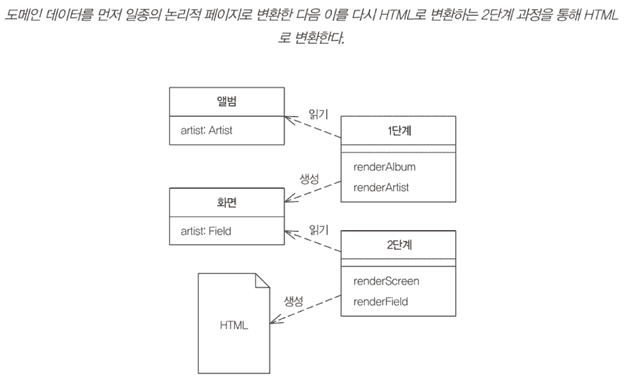 도메인 데이터를 먼저 일종의 논리적 페이지로 변환한 다음 이를 다시 HTML로 변환하는 2단계 과정을 통해 HTML
로 변환한다.
앨범
artist: Artist
읽기
1단계
renderAlbum
renderArtist
생성
화면
artist: Field
읽기
2단계
renderScreen
renderField
생성
HTML